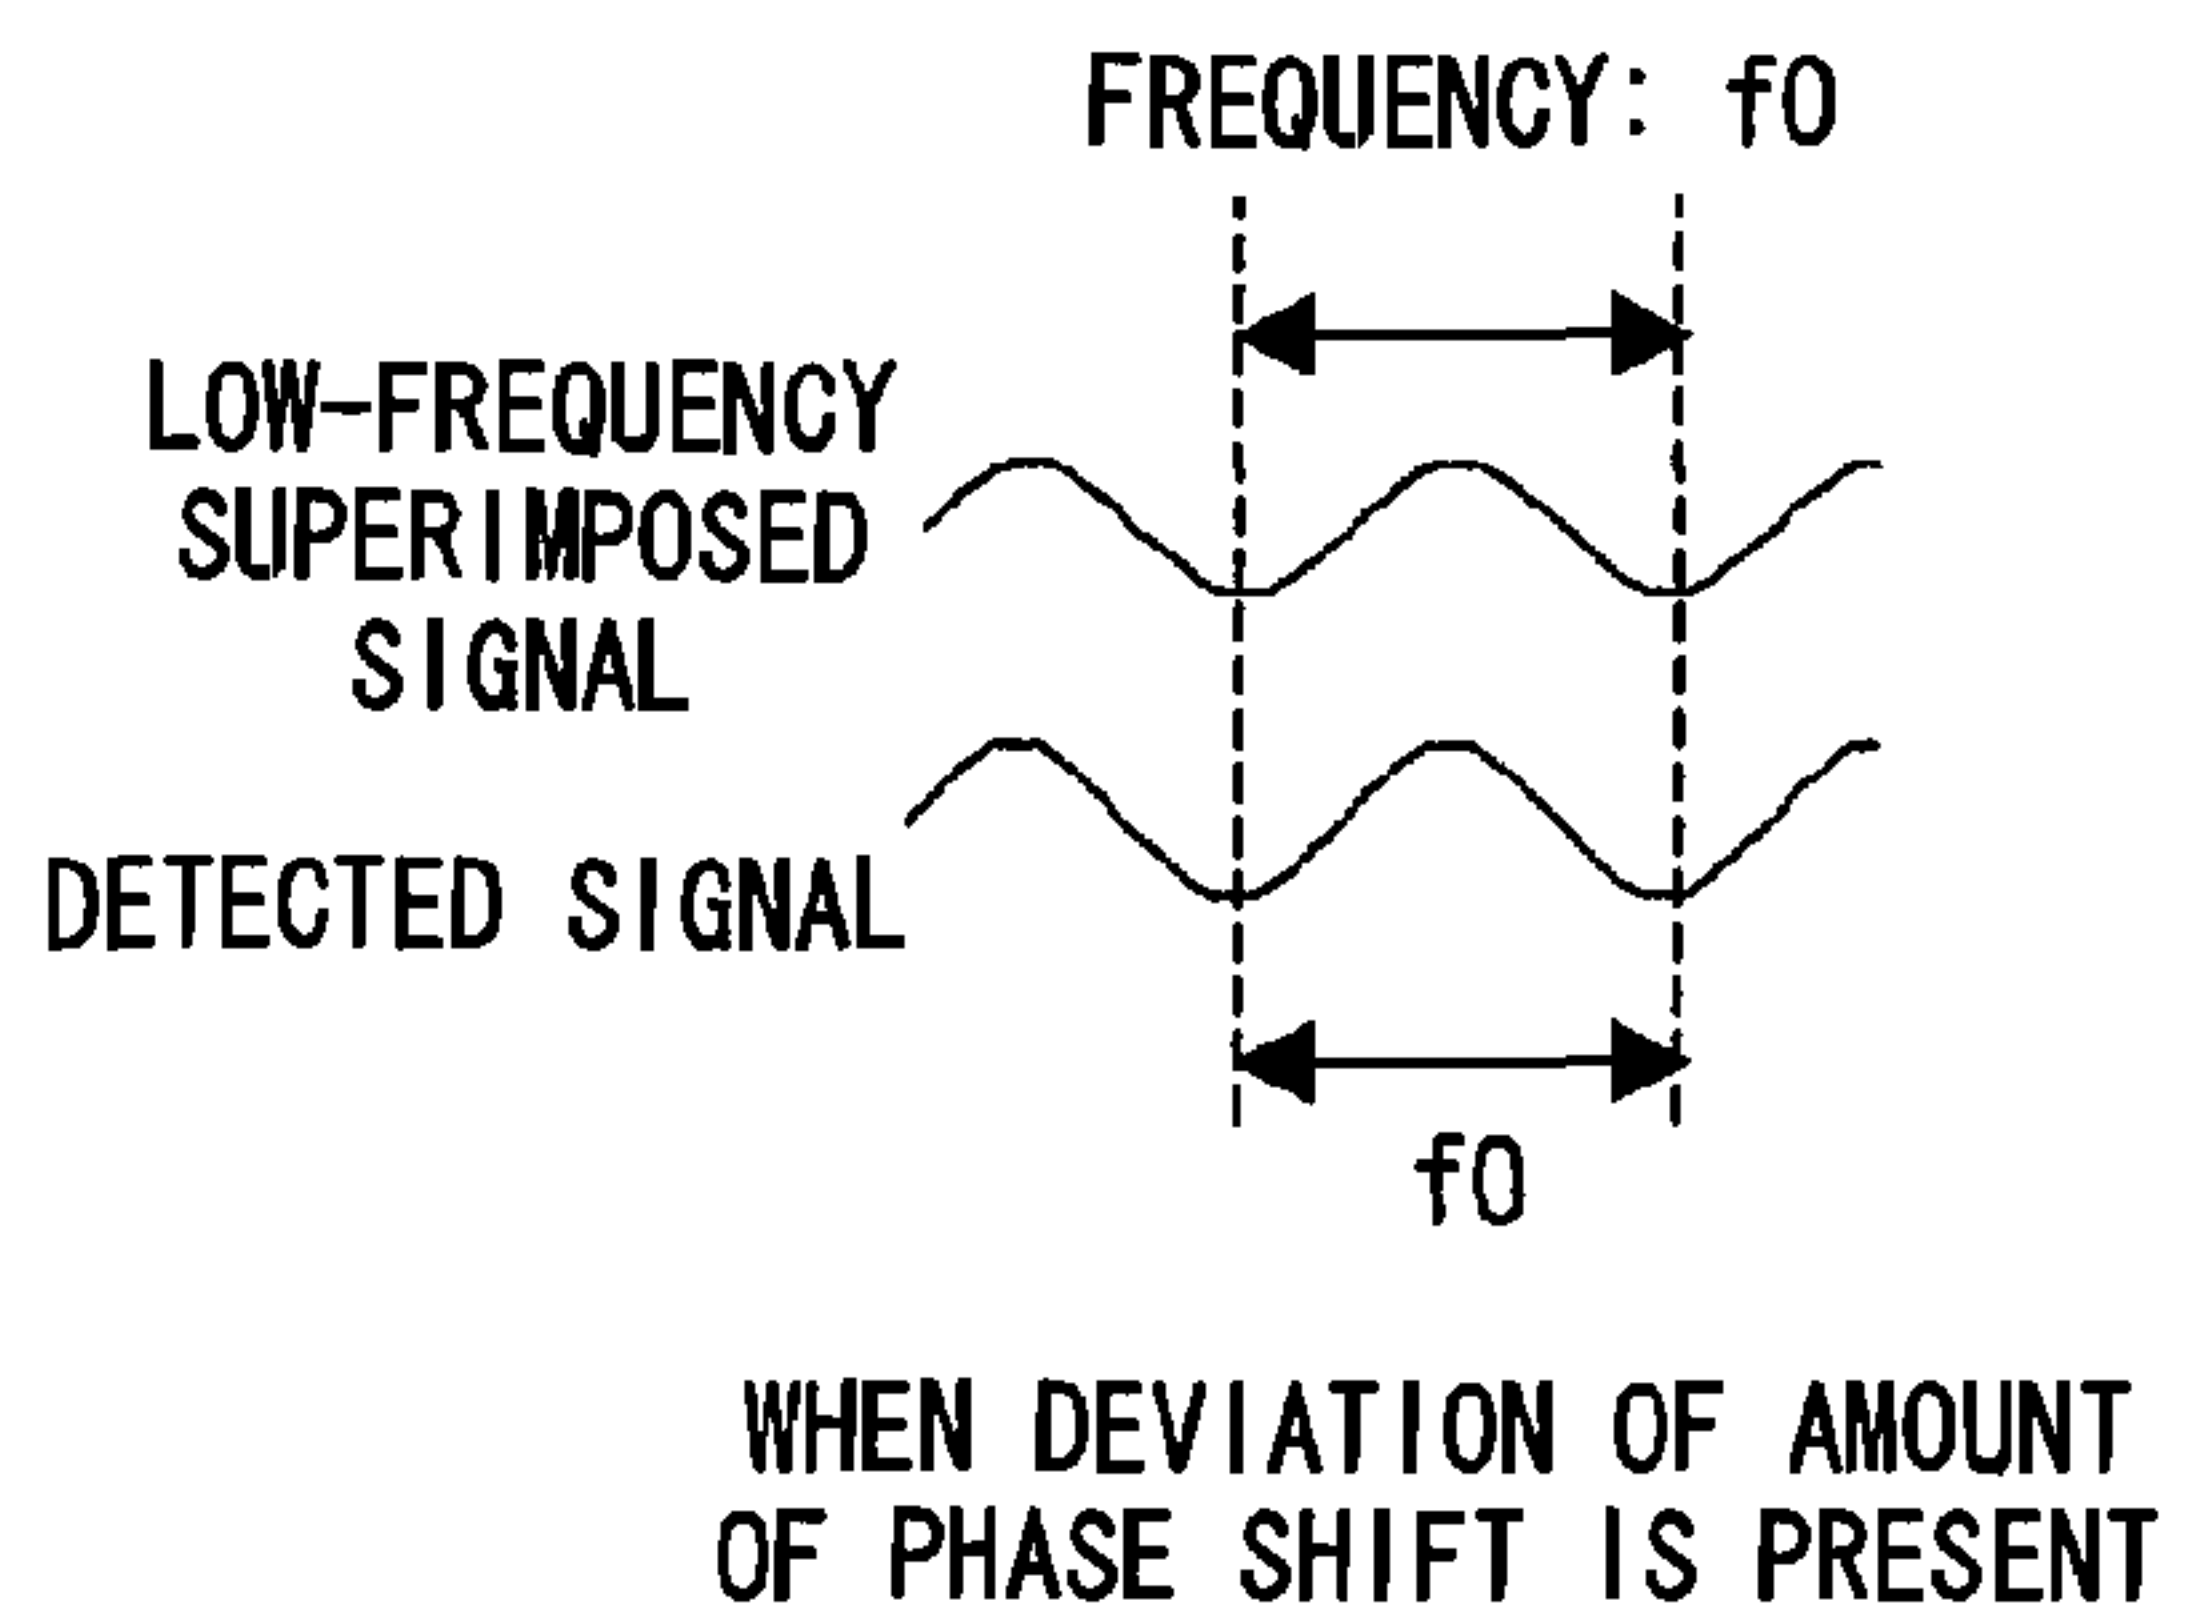 FREQUENCY: f0
LOW-FREQUENCY
SUPERIMPOSED
SIGNAL
DETECTED SIGNAL
f0
WHEN DEVIATION OF AMOUNT
OF PHASE SHIFT IS PRESENT